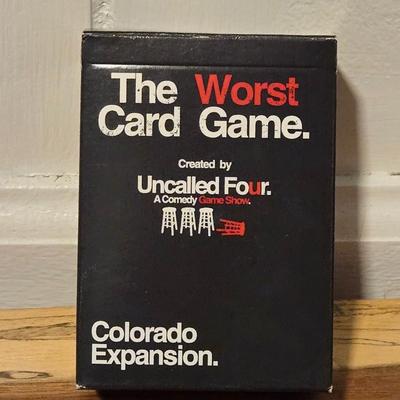 The Worst
Card Game.
Created by
Uncalled Four.
A Comedy Game Show.
Colorado
Expansion.